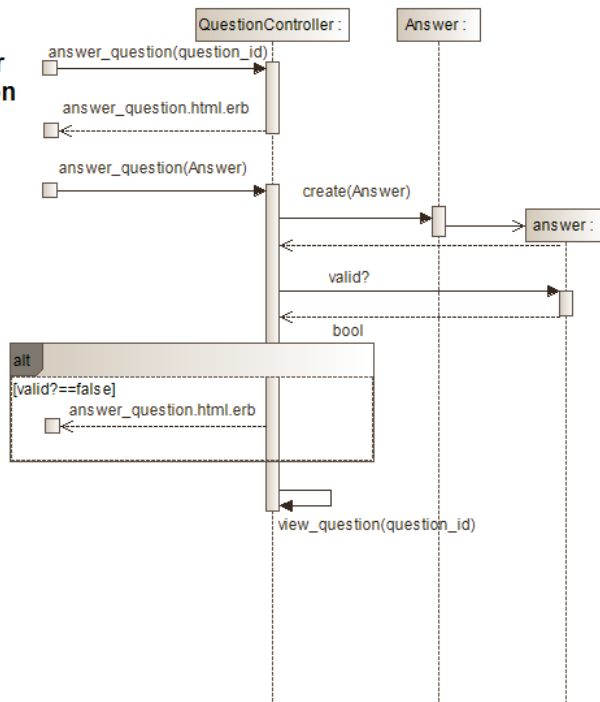 QuestionController :
Answer :
answer_question(question_id)
answer_question.html.erb
answer_question(Answer)
create(Answer)
answer :
valid?
bool
alt
[valid?==false]
answer_question.html.erb
view_question(question_id)